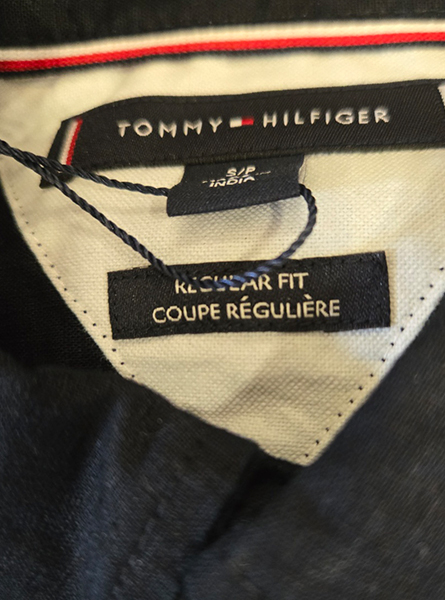 TOMMY HILFIGER
S/P
INDIA
REGULAR FIT
COUPE RÉGULIÈRE